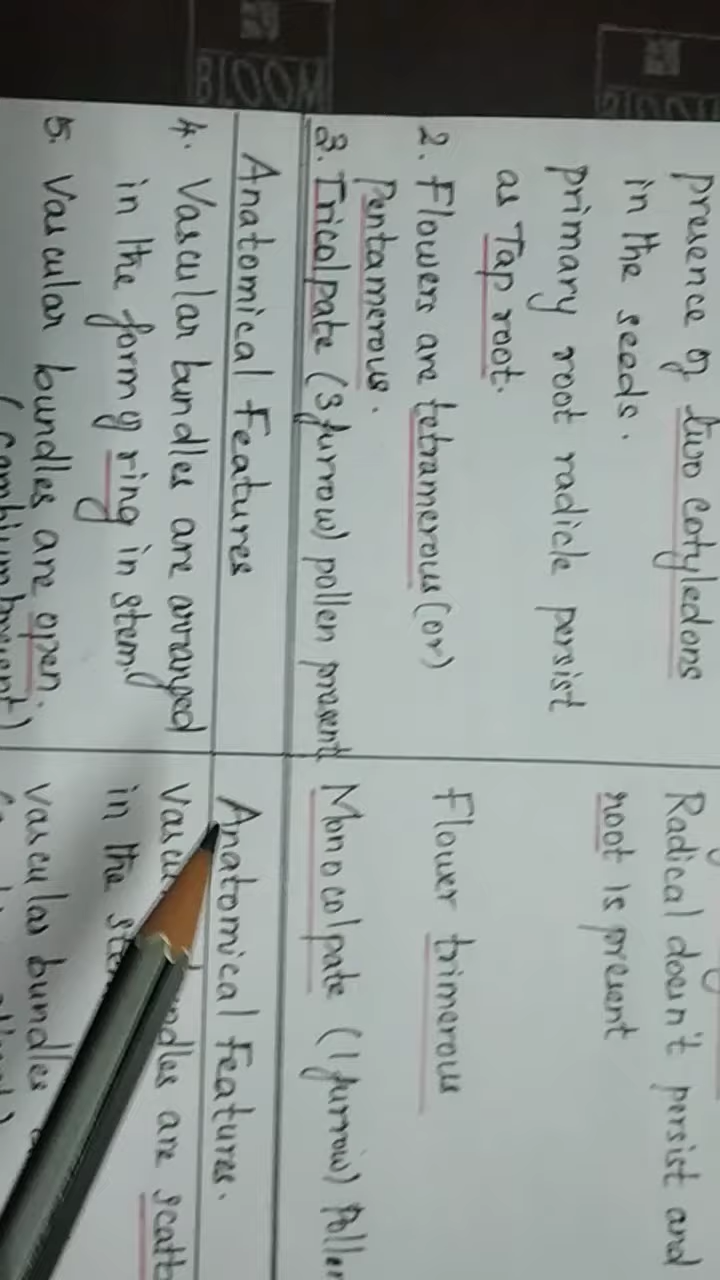 BLOOM
presence of two cotyledons
in the seeds.
primary root radicle persist
as Tap root.
2. Flowers are tetramerous (or)
Pentamerous.
3. Tricolpate (3 furrow) pollen present
Anatomical Features
4. Vascular bundles are arranged
in the form of ring in stem.
5. Vascular bundles are open.
(cambium present)
Radical doesn't persist and
root is present
Flower trimerous
Monocolpate (1 furrow) Pollen
Anatomical Features.
are
in the
vascular bundles